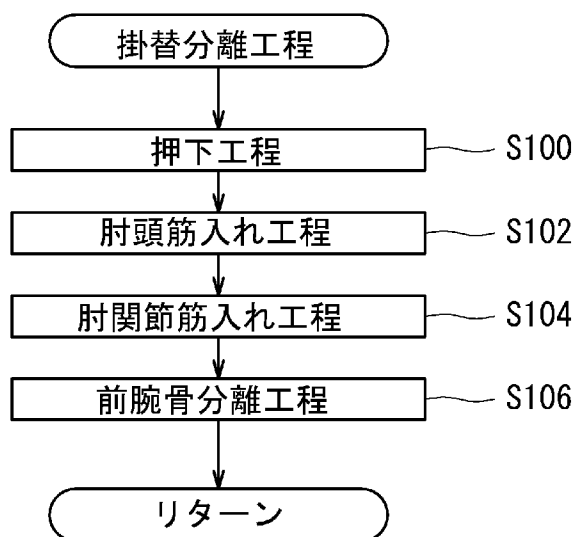 掛替分離工程
押下工程
S100
肘頭筋入れ工程
S102
肘関節筋入れ工程
S104
前腕骨分離工程
S106
リターン